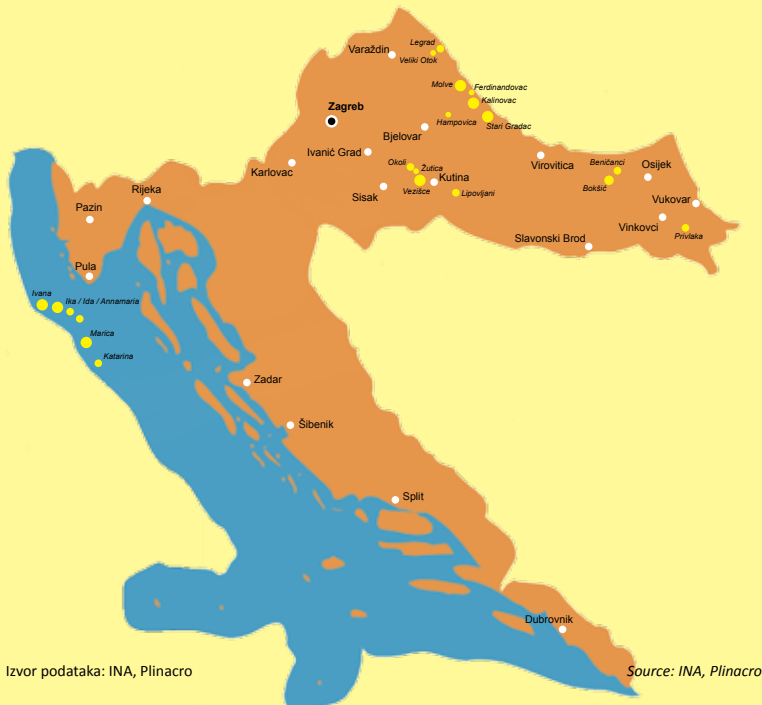 Legrad
Varaždin
Veliki Otok
Molve
Ferdinandovac
Kalinovac
Zagreb
Hampovica
Stari Gradac
Bjelovar
Ivanić Grad
Virovitica
Okoli
Žutica
Beničanci
Osijek
Karlovac
Kutina
Bokšić
Sisak
Vezišce
Lipovljani
Rijeka
Vukovar
Pazin
Vinkovci
Privlaka
Slavonski Brod
Pula
Ivana
Ika / Ida / Annamaria
Marica
Katarina
Zadar
Šibenik
Split
Dubrovnik
Izvor podataka: INA, Plinacro
Source: INA, Plinacro